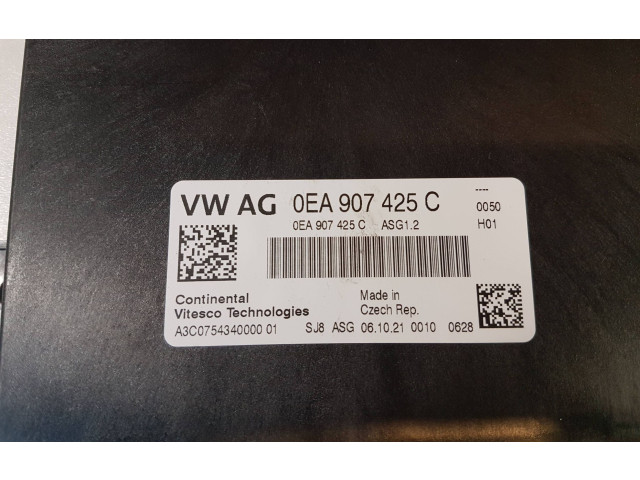 VW AG 0EA 907 425 C
----
0050
0EA 907 425 C ASG1.2 H01
Continental
Vitesco Technologies
Made in
Czech Rep.
A3C0754340000 01 SJ8 ASG 06.10.21 0010 0628